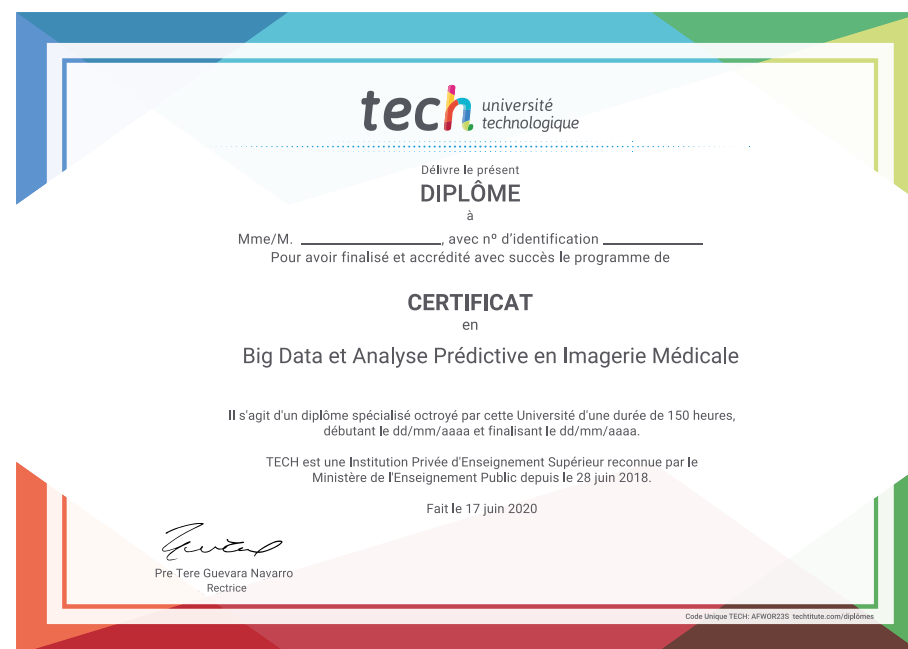 tech université
technologique
Délivre le présent
DIPLÔME
à
Mme/M. ____________________, avec nº d'identification ______________
Pour avoir finalisé et accrédité avec succès le programme de
CERTIFICAT
en
Big Data et Analyse Prédictive en Imagerie Médicale
Il s'agit d'un diplôme spécialisé octroyé par cette Université d'une durée de 150 heures,
débutant le dd/mm/aaaa et finalisant le dd/mm/aaaa.
TECH est une Institution Privée d'Enseignement Supérieur reconnue par le
Ministère de l'Enseignement Public depuis le 28 juin 2018.
Fait le 17 juin 2020
Pre Tere Guevara Navarro
Rectrice
Code Unique TECH: AFWOR23S techtitute.com/diplômes